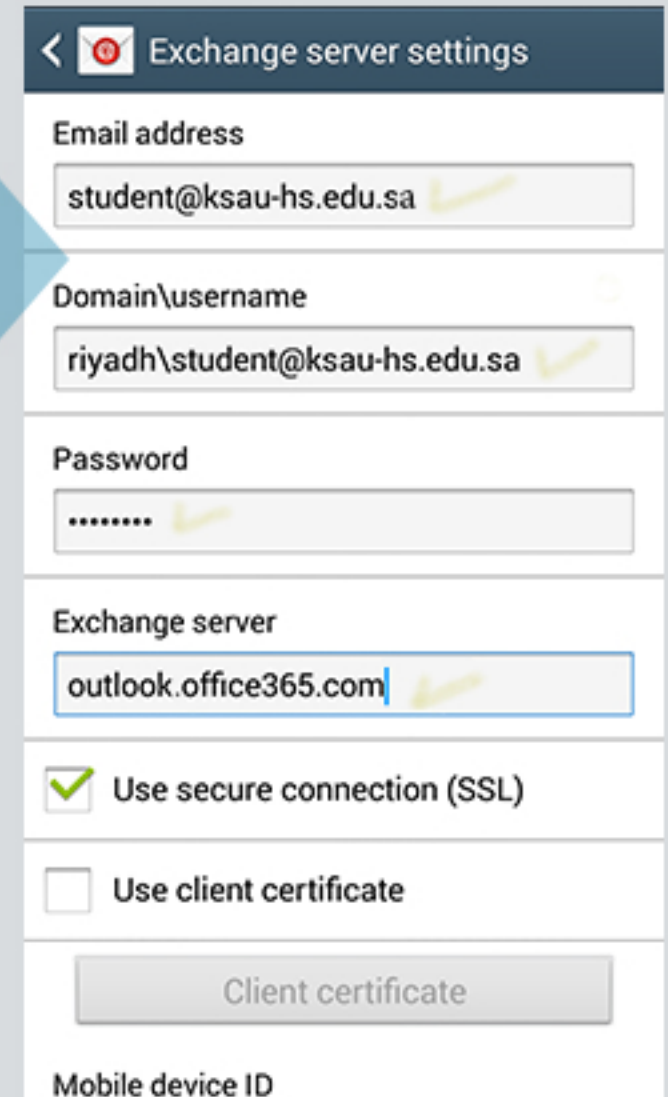 Exchange server settings
Email address
student@ksau-hs.edu.sa
Domain\username
riyadh\student@ksau-hs.edu.sa
Password
••••••••
Exchange server
outlook.office365.com
Use secure connection (SSL)
Use client certificate
Client certificate
Mobile device ID